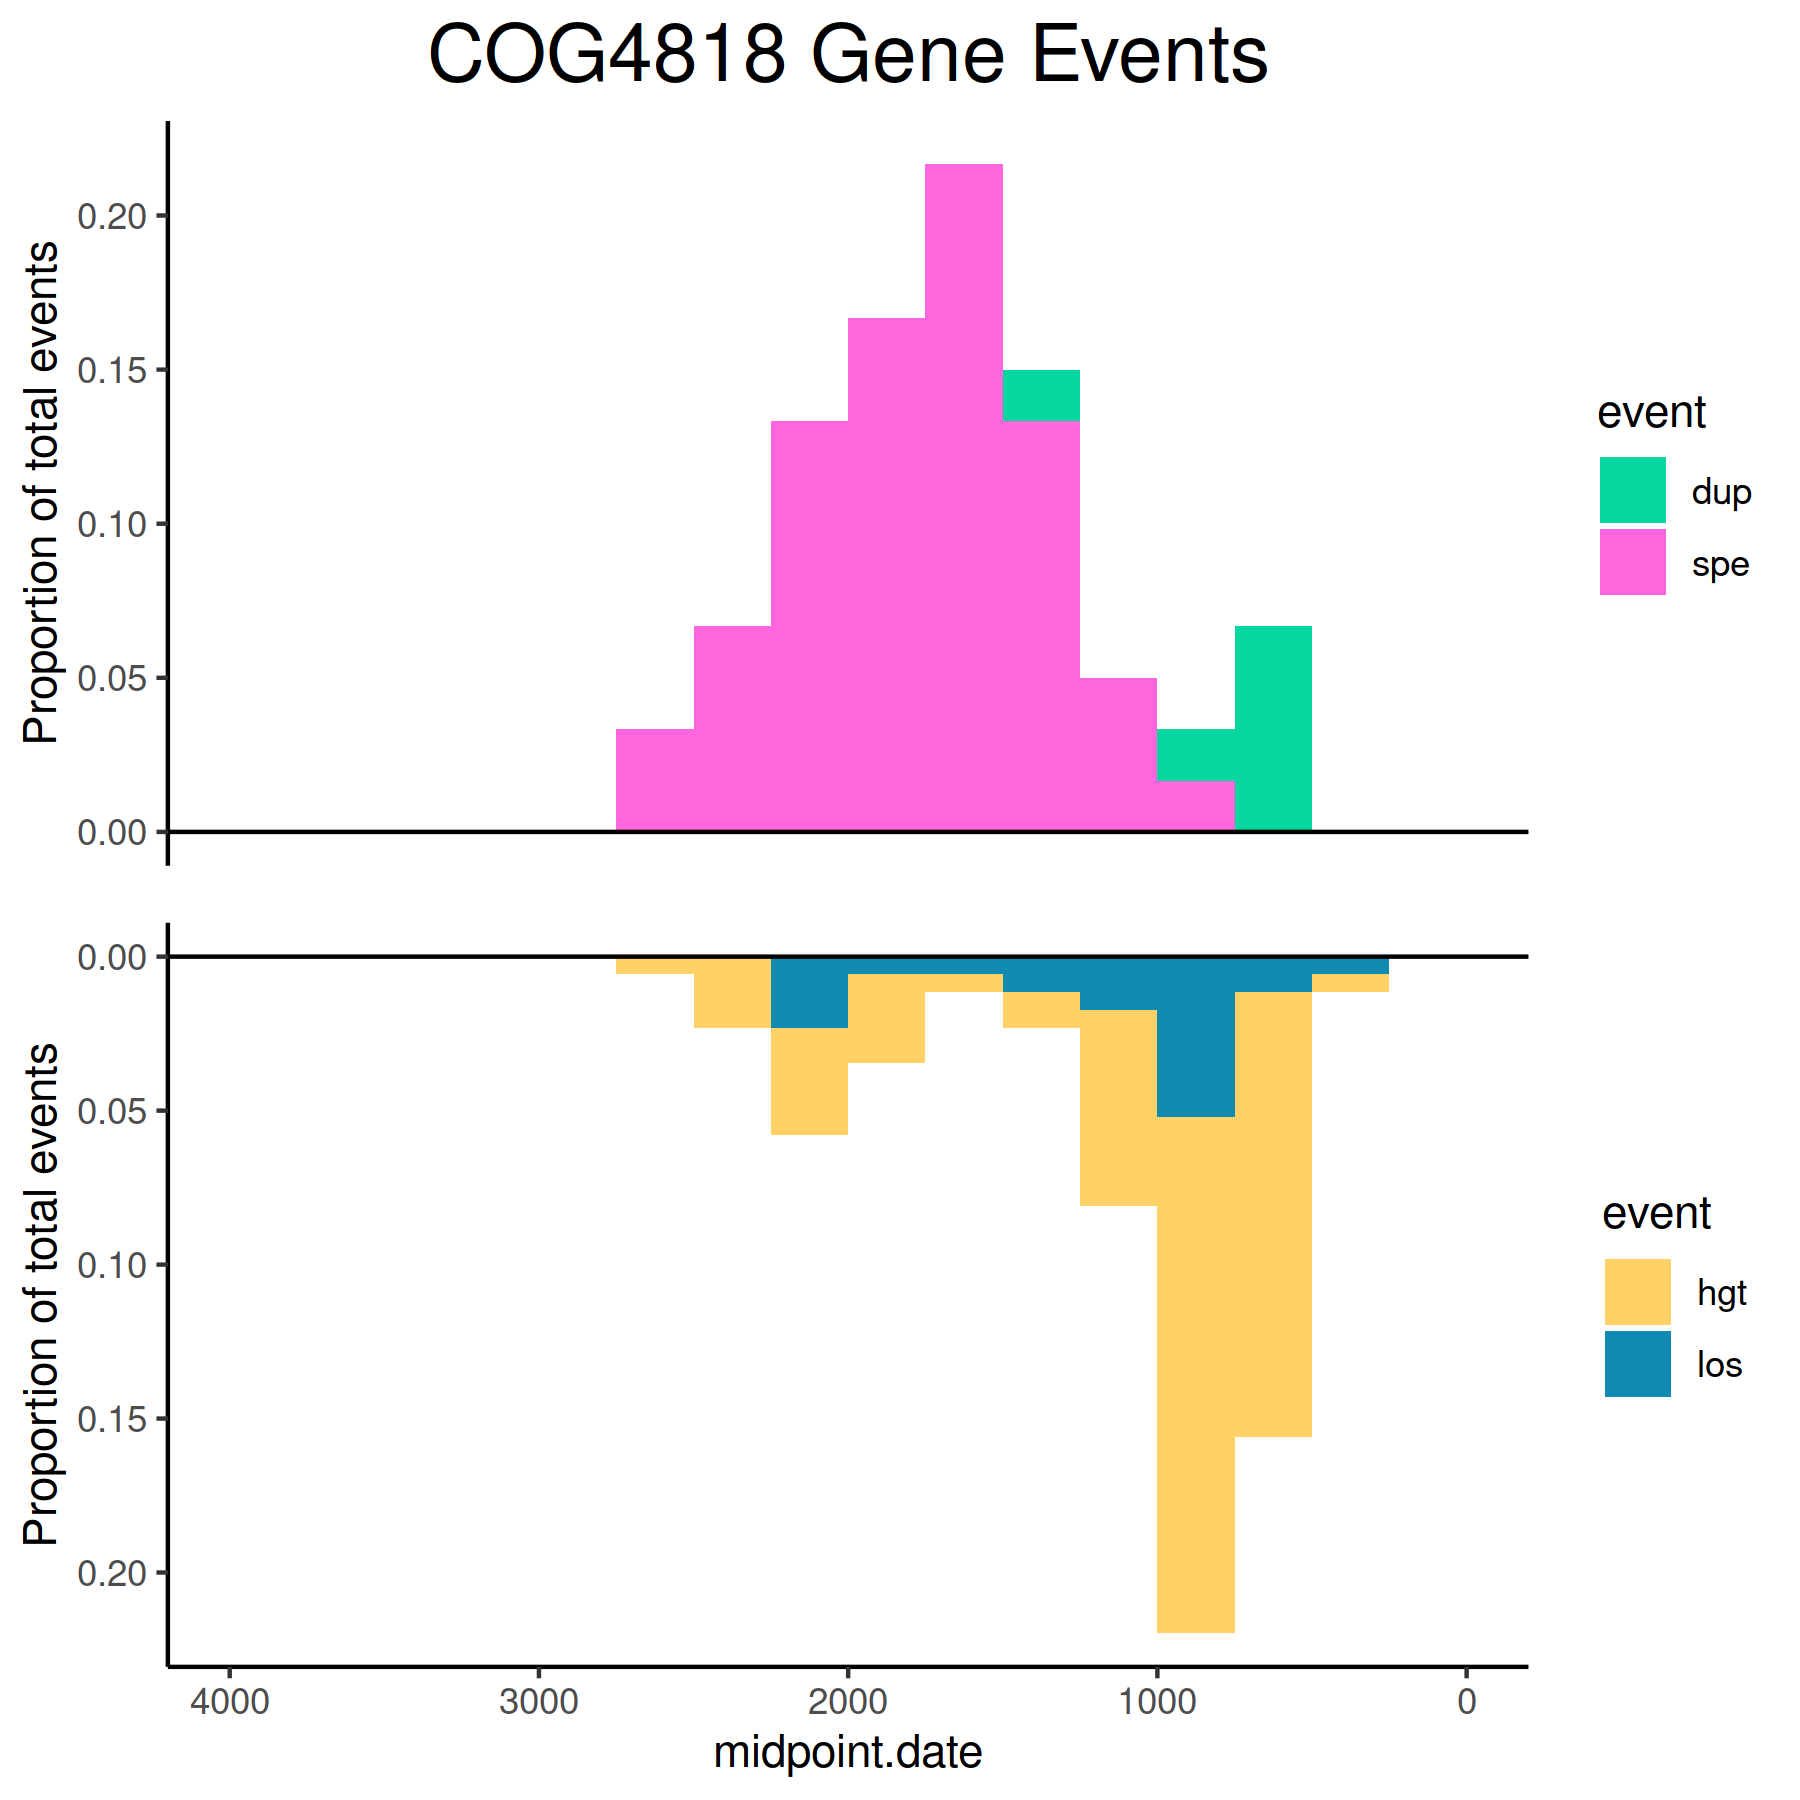 COG4818 Gene Events
Proportion of total events
0.20
0.15
0.10
0.05
0.00
event
dup
spe
Proportion of total events
0.00
0.05
0.10
0.15
0.20
event
hgt
los
4000 3000 2000 1000 0
midpoint.date